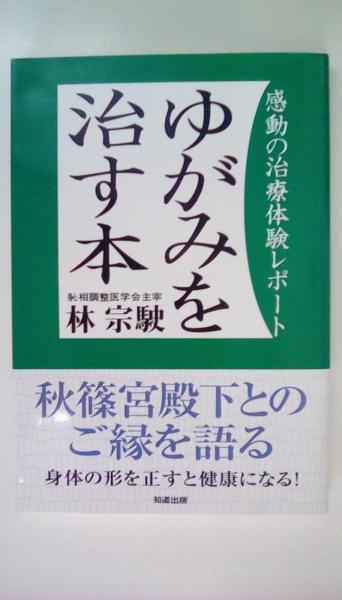 感動の治療体験レポート
ゆがみを
治す本
躰相調整医学会主宰
林 宗駛
秋篠宮殿下との
ご縁を語る
身体の形を正すと健康になる!
知道出版